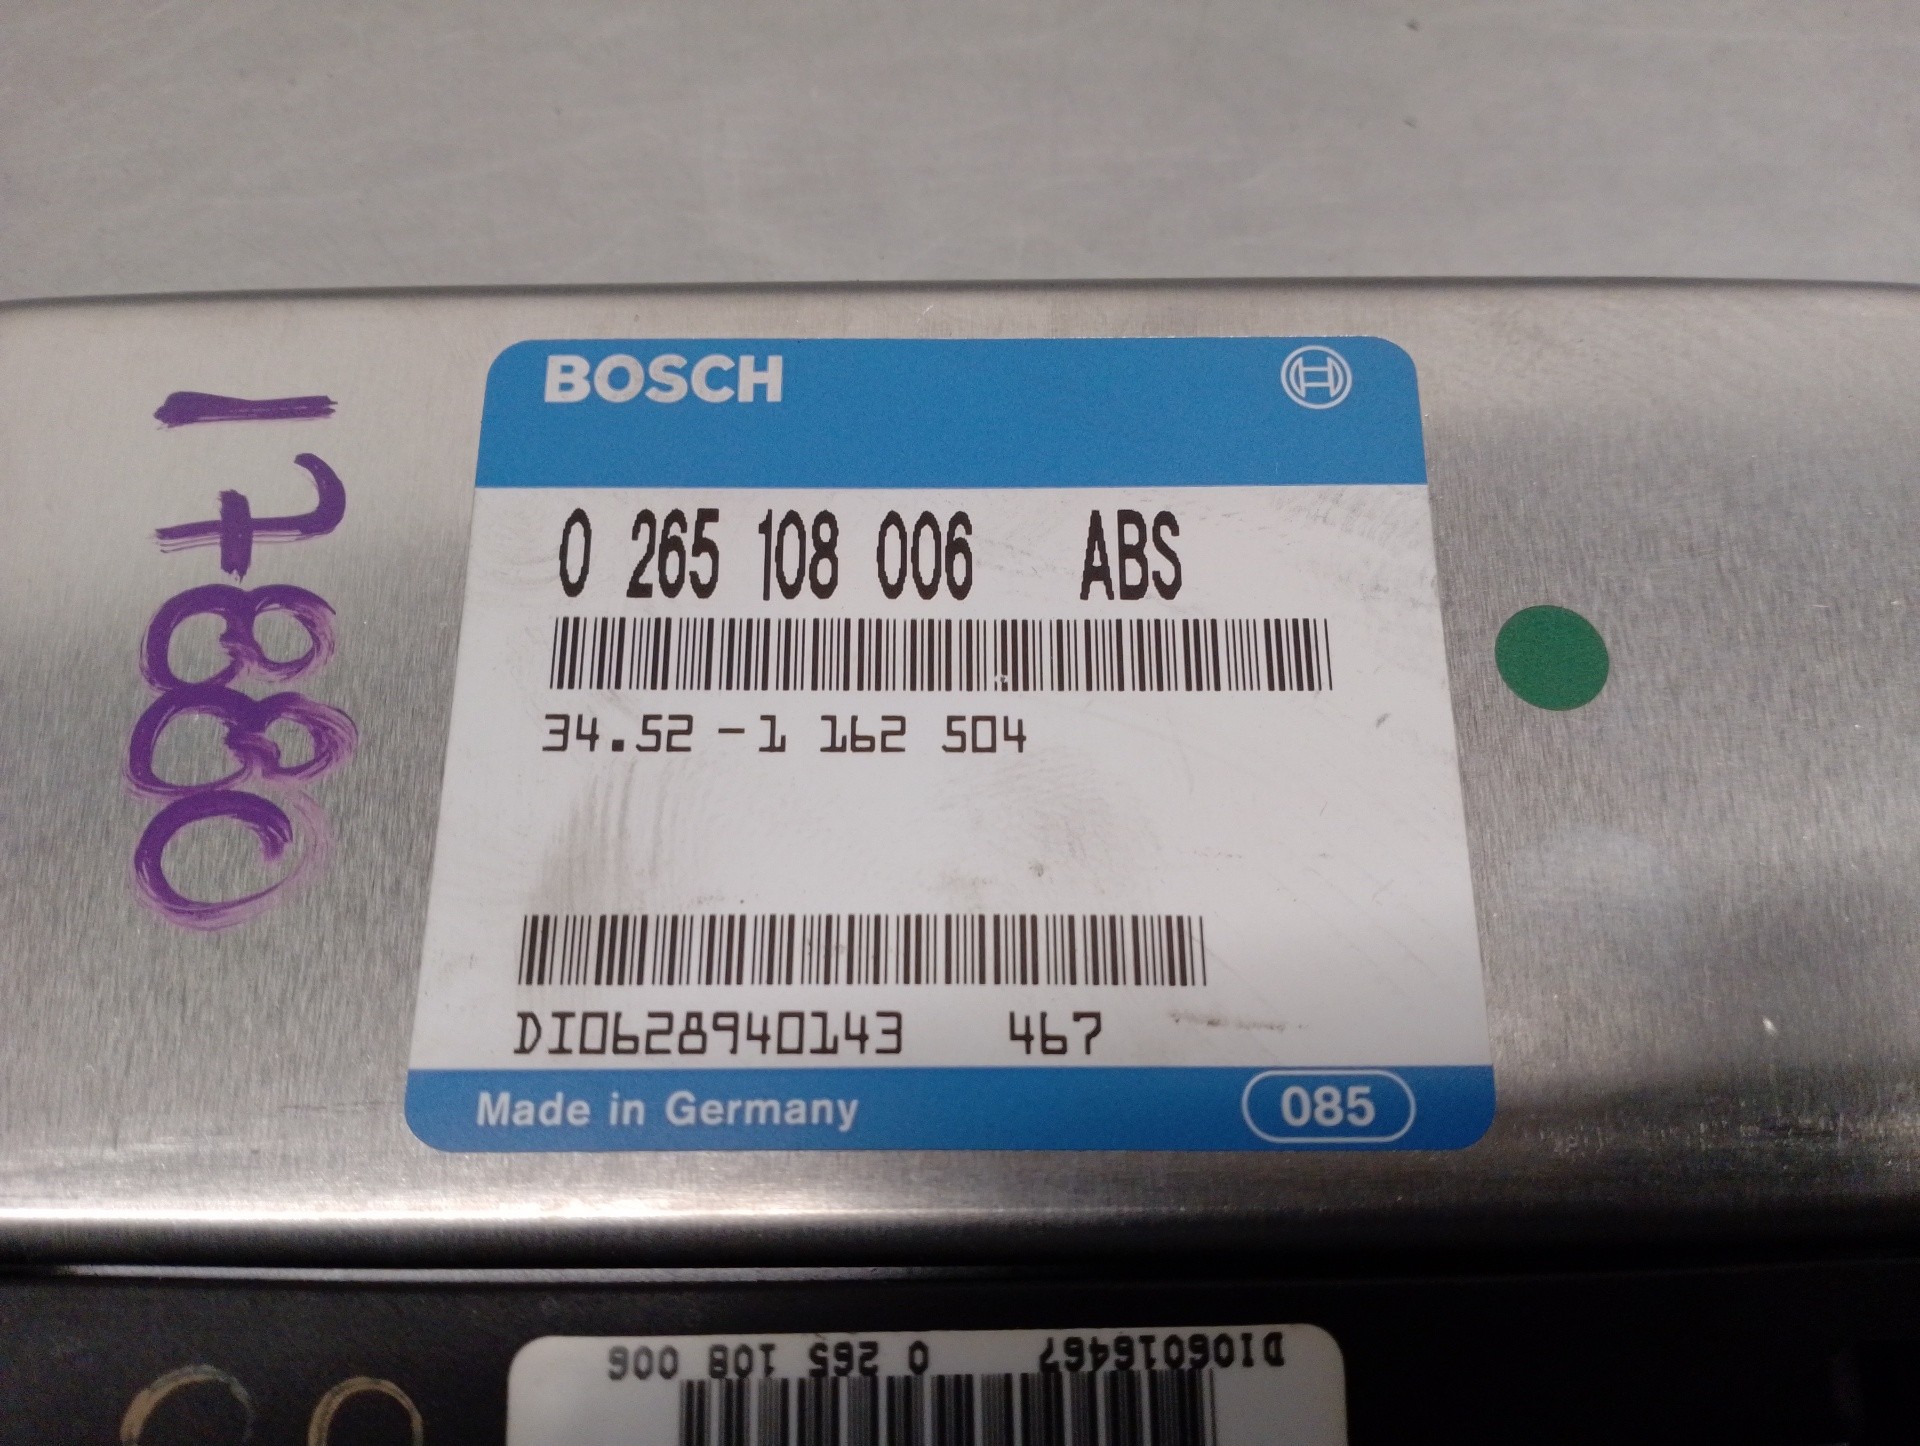 BOSCH
0 265 108 006 ABS
34.52 -1 162 504
DI0628940143 467
Made in Germany 085
17880
DI06016467 0 265 108 006